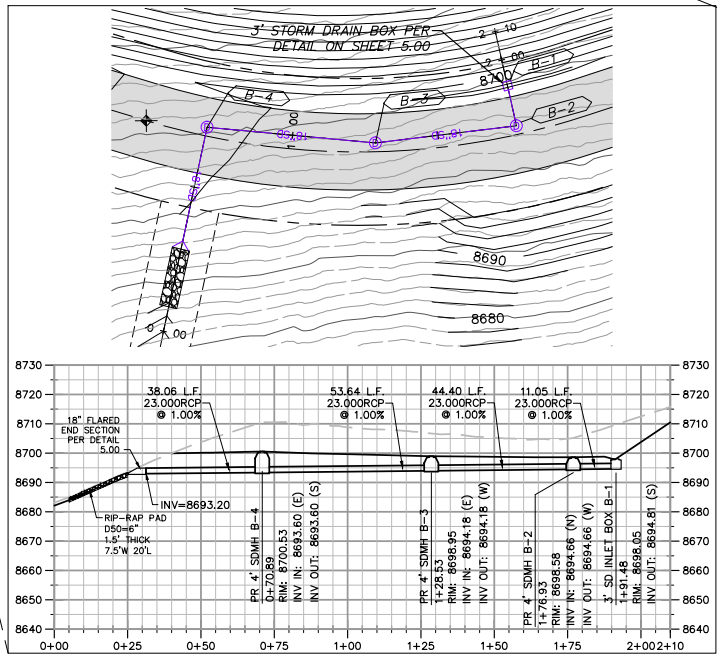 3' STORM DRAIN BOX PER
DETAIL ON SHEET 5.00
2 + 10
2 + 00
8700
B-1
B-4
B-3
B-2
1+00
18"SD
18"SD
18"SD
8690
8680
0 + 00
8730
8720
8710
8700
8690
8680
8670
8660
8650
8640
8730
8720
8710
8700
8690
8680
8670
8660
8650
8640
38.06 L.F.
23.000RCP
@ 1.00%
53.64 L.F.
23.000RCP
@ 1.00%
44.40 L.F.
23.000RCP
@ 1.00%
11.05 L.F.
23.000RCP
@ 1.00%
18" FLARED
END SECTION
PER DETAIL
5.00
INV=8693.20
RIP-RAP PAD
D50=6"
1.5' THICK
7.5'W 20'L
PR 4' SDMH B-4
0+70.89
RIM: 8700.53
INV IN: 8693.60 (E)
INV OUT: 8693.60 (S)
PR 4' SDMH B-3
1+28.53
RIM: 8698.95
INV IN: 8694.18 (E)
INV OUT: 8694.18 (W)
PR 4' SDMH B-2
1+76.93
RIM: 8698.58
INV IN: 8694.66 (N)
INV OUT: 8694.66 (W)
3' SD INLET BOX B-1
1+91.48
RIM: 8698.05
INV OUT: 8694.81 (S)
0+00 0+25 0+50 0+75 1+00 1+25 1+50 1+75 2+00 2+10